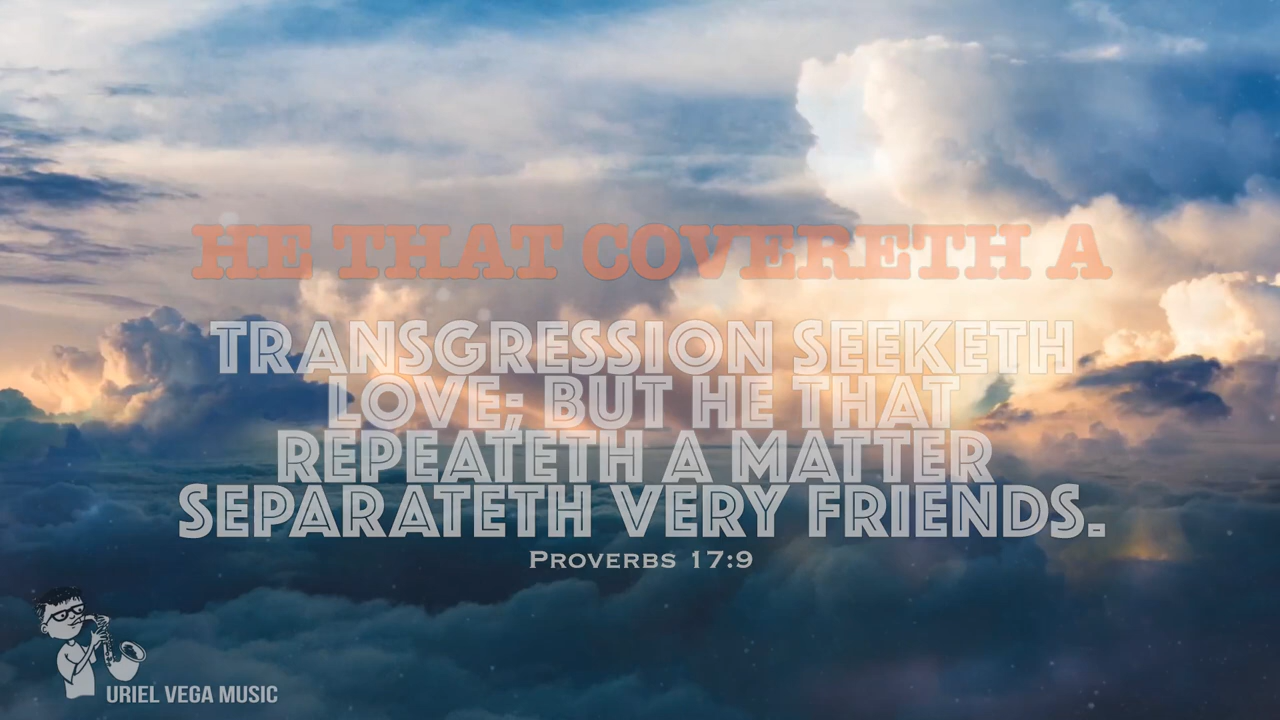 HE THAT COVERETH A
TRANSGRESSION SEEKETH
LOVE; BUT HE THAT
REPEATETH A MATTER
SEPARATETH VERY FRIENDS.
PROVERBS 17:9
URIEL VEGA MUSIC